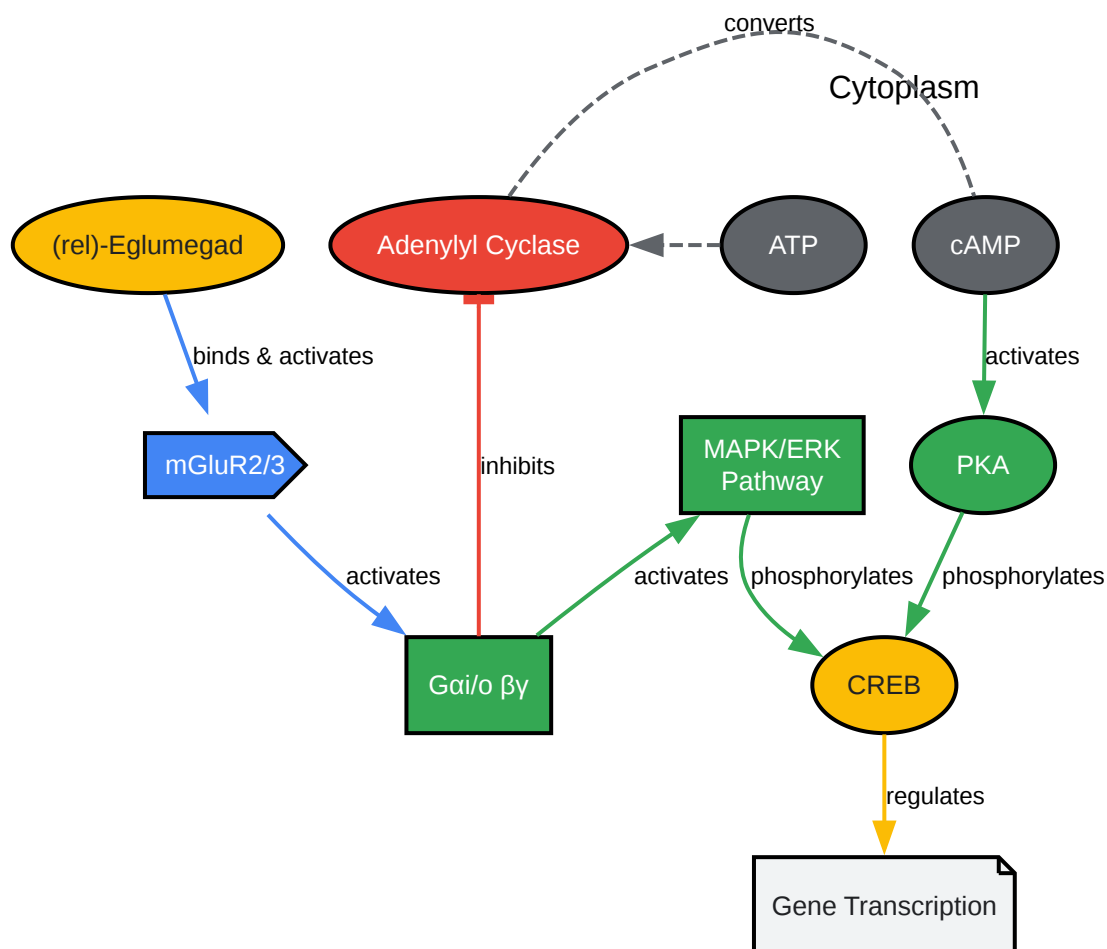 converts
Cytoplasm
(rel)-Eglumegad
Adenylyl Cyclase
ATP
cAMP
binds & activates
activates
mGluR2/3
inhibits
MAPK/ERK
Pathway
PKA
activates
activates
phosphorylates
phosphorylates
Gαi/o βγ
CREB
regulates
Gene Transcription